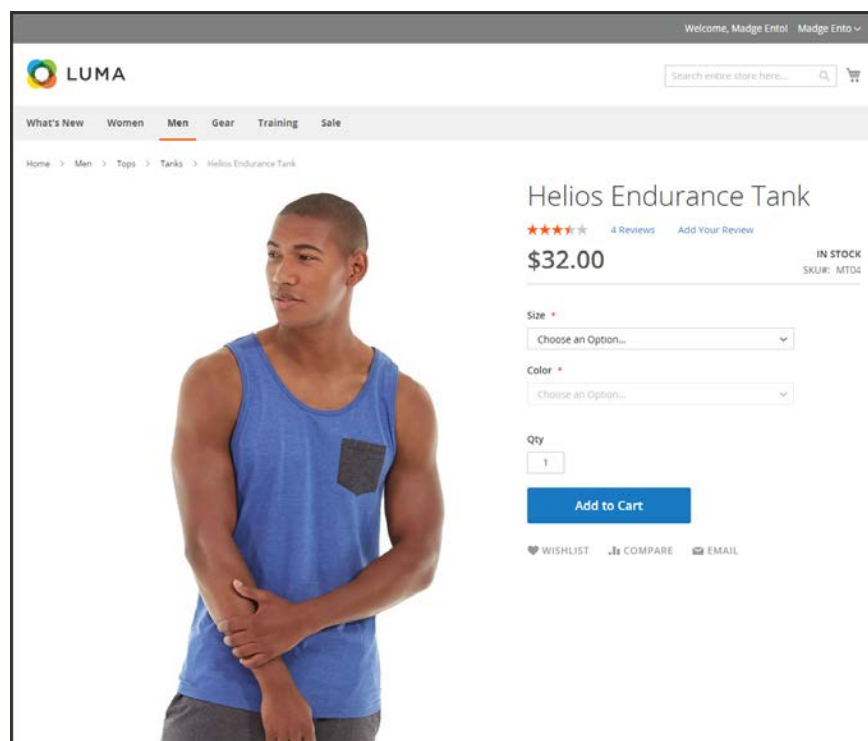 Welcome, Madge Ento! Madge Ento
LUMA
Search entire store here...
What's New Women Men Gear Training Sale
Home > Men > Tops > Tanks > Helios Endurance Tank
Helios Endurance Tank
4 Reviews Add Your Review
$32.00
IN STOCK
SKU#: MT04
Size *
Choose an Option...
Color *
Choose an Option...
Qty
1
Add to Cart
WISHLIST COMPARE EMAIL